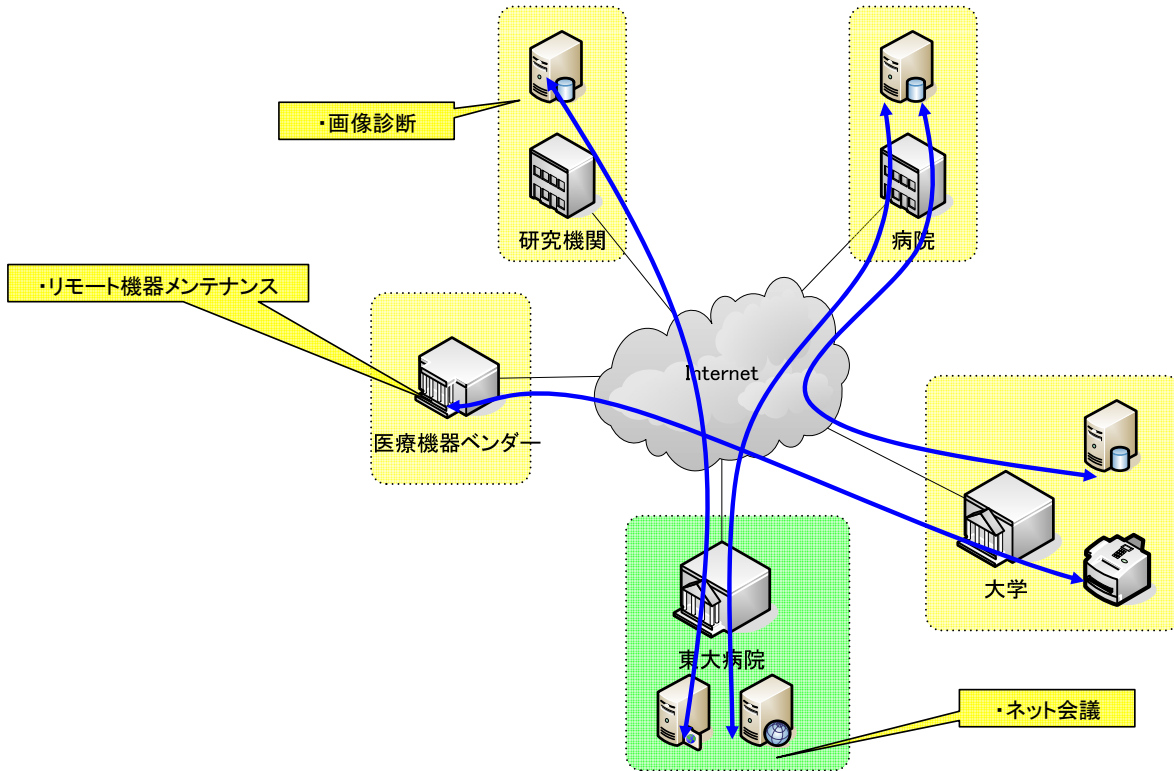 ・画像診断
研究機関
病院
・リモート機器メンテナンス
Internet
医療機器ベンダー
大学
東大病院
・ネット会議